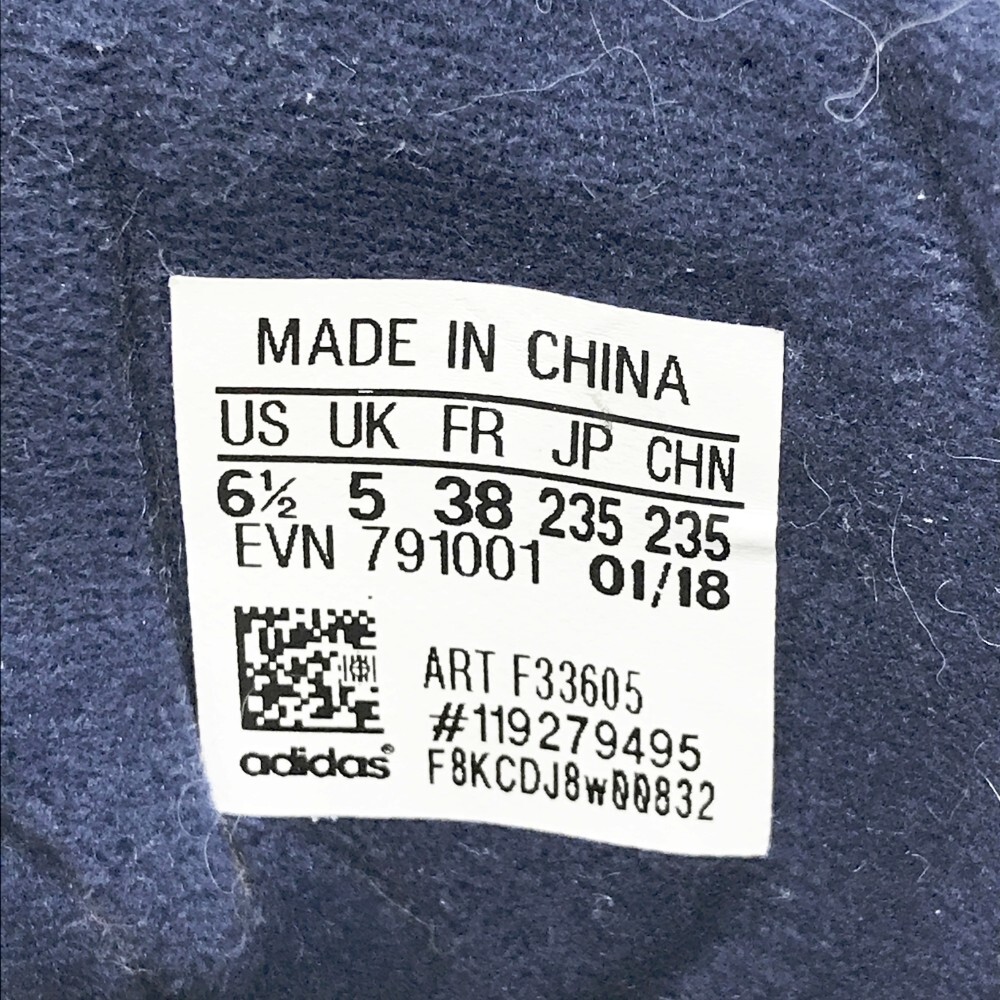 MADE IN CHINA
US UK FR JP CHN
6½ 5 38 235 235
EVN 791001 01/18
ART F33605
#119279495
F8KCDJ8W00832
adidas®